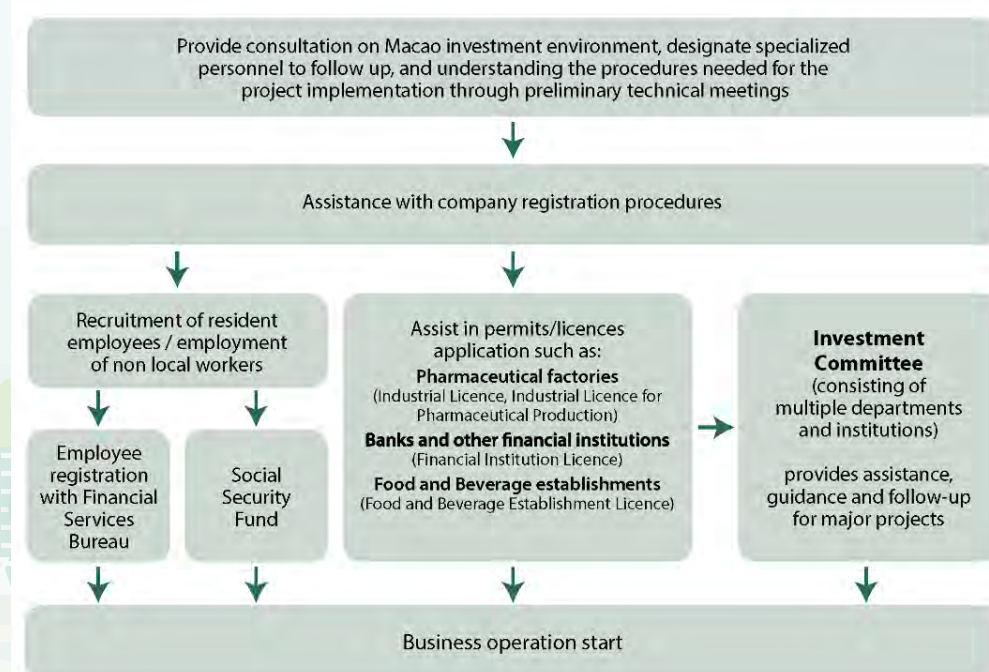 Provide consultation on Macao investment environment, designate specialized
personnel to follow up, and understanding the procedures needed for the
project implementation through preliminary technical meetings
Assistance with company registration procedures
Recruitment of resident
employees / employment
of non local workers
Employee
registration
with Financial
Services
Bureau
Social
Security
Fund
Assist in permits/licences
application such as:
Pharmaceutical factories
(Industrial Licence, Industrial Licence for
Pharmaceutical Production)
Banks and other financial institutions
(Financial Institution Licence)
Food and Beverage establishments
(Food and Beverage Establishment Licence)
Investment
Committee
(consisting of
multiple departments
and institutions)
provides assistance,
guidance and follow-up
for major projects
Business operation start